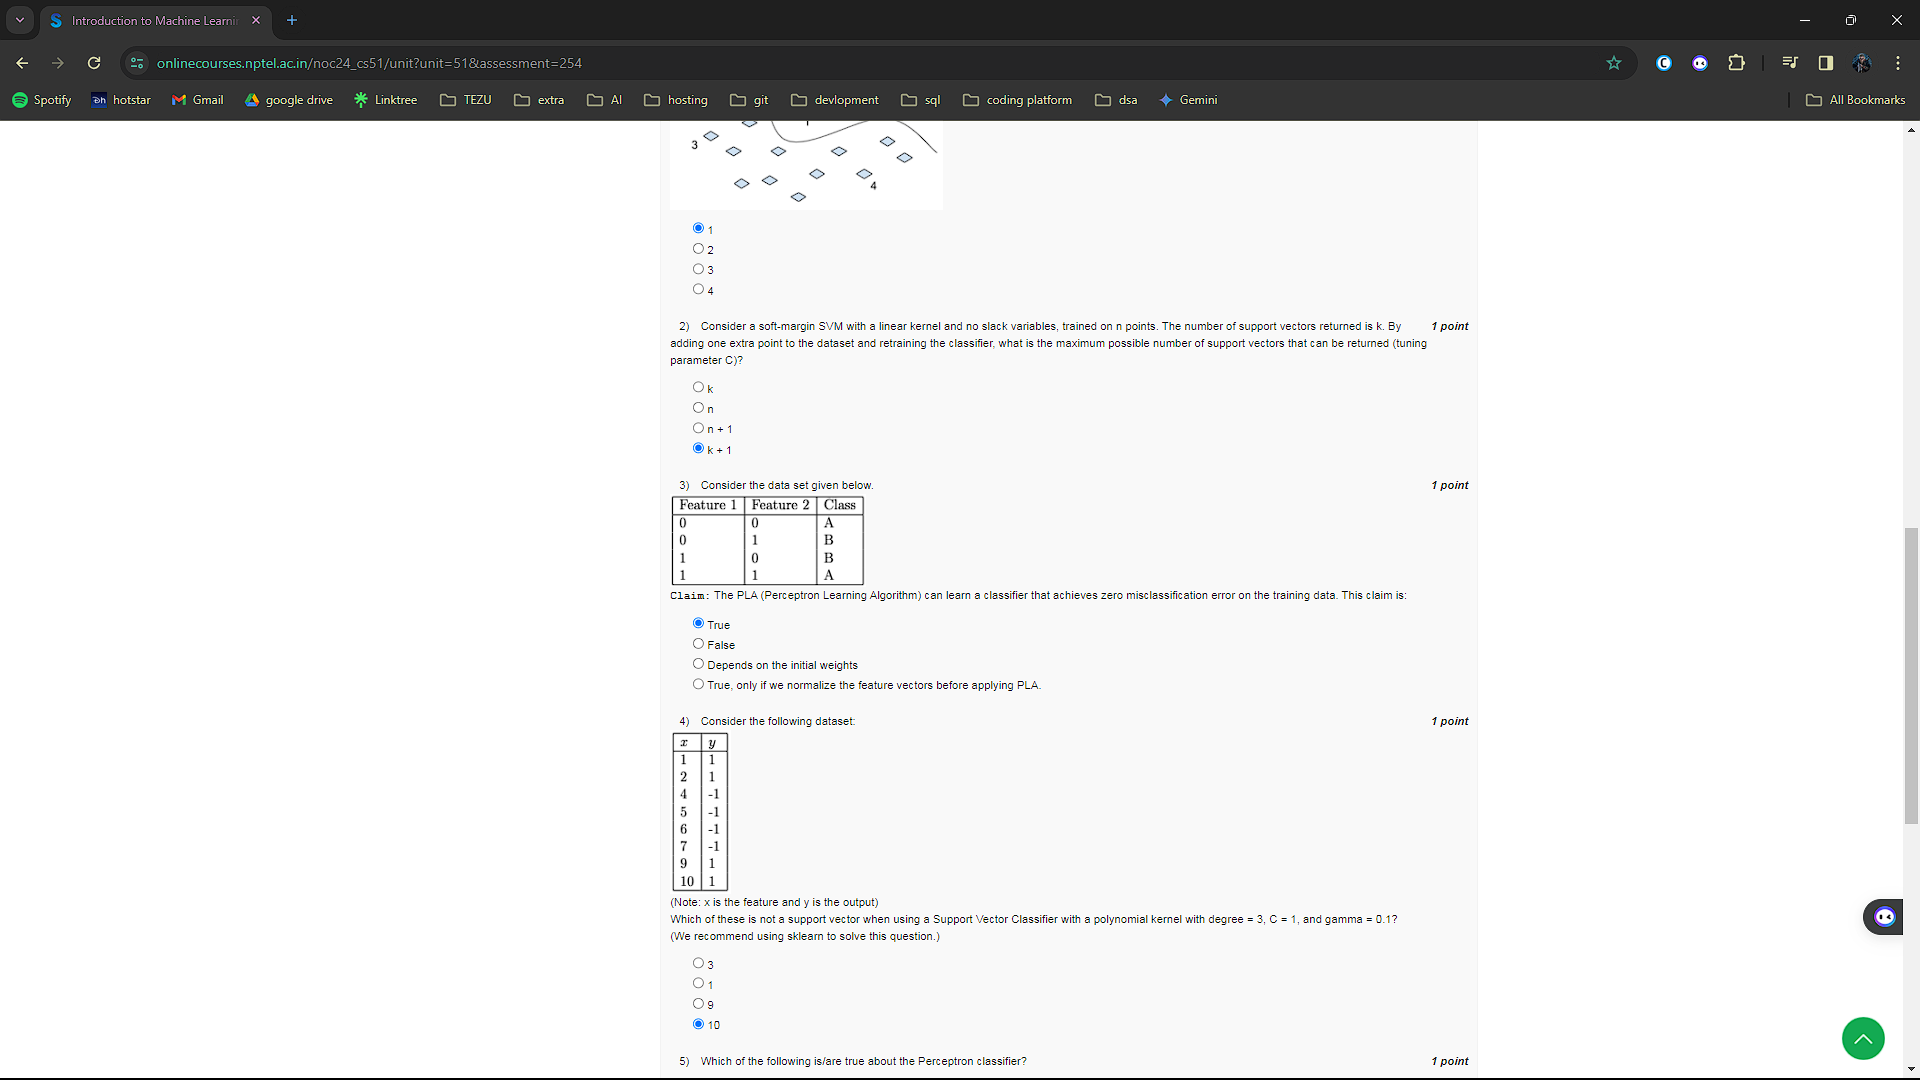 Introduction to Machine Learni
onlinecourses.nptel.ac.in/noc24_cs51/unit?unit=51&assessment=254
Spotify hotstar Gmail google drive Linktree TEZU extra AI hosting git devlopment sql coding platform dsa Gemini All Bookmarks
3
4
1
2
3
4
2) Consider a soft-margin SVM with a linear kernel and no slack variables, trained on n points. The number of support vectors returned is k. By 1 point
adding one extra point to the dataset and retraining the classifier, what is the maximum possible number of support vectors that can be returned (tuning
parameter C)?
k
n
n + 1
k + 1
3) Consider the data set given below. 1 point
Feature 1 Feature 2 Class
0 0 A
0 1 B
1 0 B
1 1 A
Claim: The PLA (Perceptron Learning Algorithm) can learn a classifier that achieves zero misclassification error on the training data. This claim is:
True
False
Depends on the initial weights
True, only if we normalize the feature vectors before applying PLA.
4) Consider the following dataset: 1 point
x y
1 1
2 1
4 -1
5 -1
6 -1
7 -1
9 1
10 1
(Note: x is the feature and y is the output)
Which of these is not a support vector when using a Support Vector Classifier with a polynomial kernel with degree = 3, C = 1, and gamma = 0.1?
(We recommend using sklearn to solve this question.)
3
1
9
10
5) Which of the following is/are true about the Perceptron classifier? 1 point